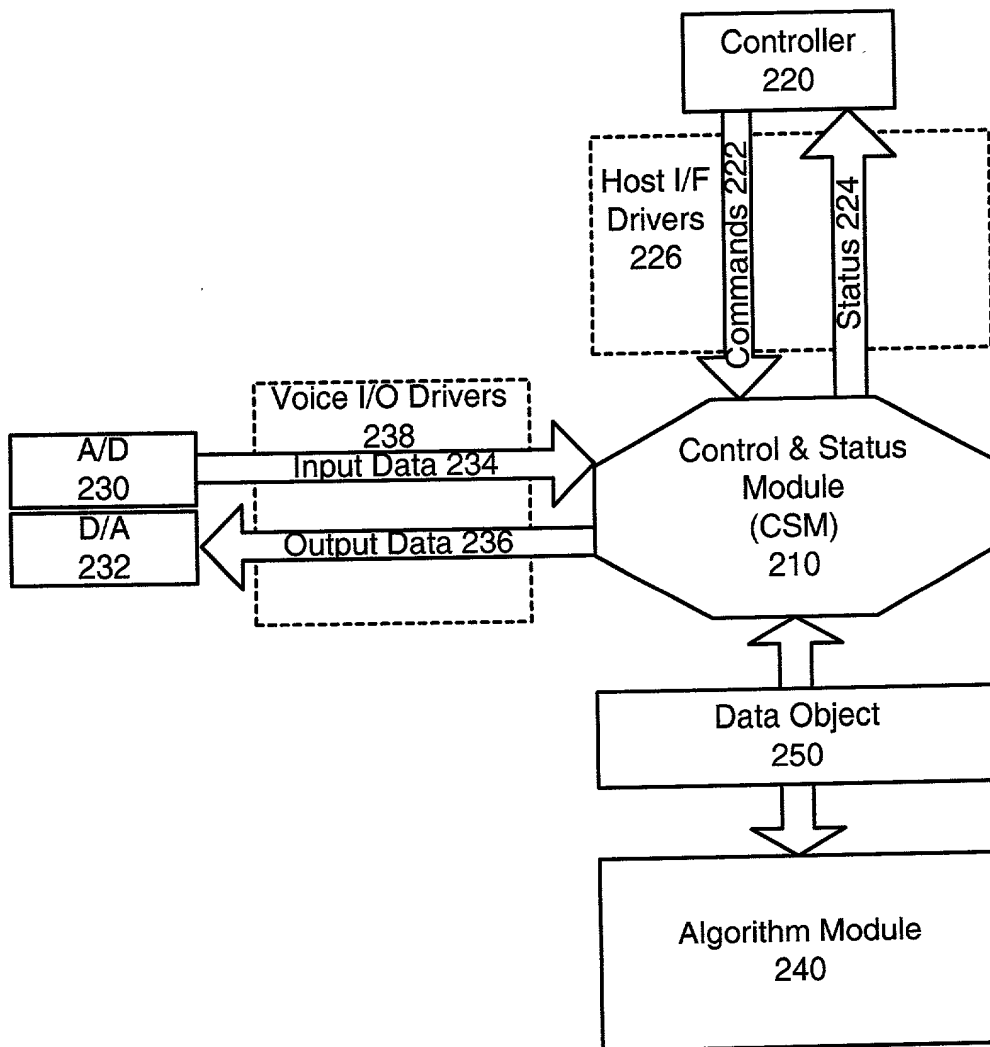 Controller
220
Host I/F
Drivers
226
Commands 222
Status 224
Voice I/O Drivers
238
A/D
230
Input Data 234
D/A
232
Output Data 236
Control & Status
Module
(CSM)
210
Data Object
250
Algorithm Module
240